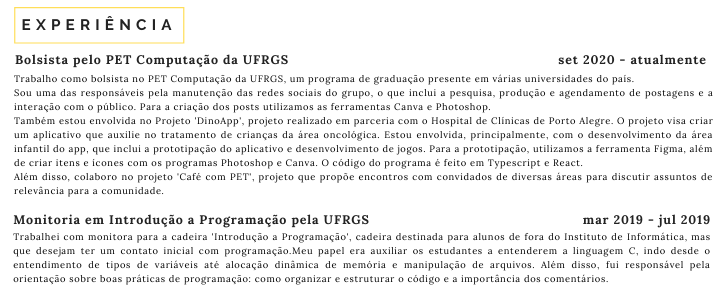 EXPERIÊNCIA
Bolsista pelo PET Computação da UFRGS set 2020 - atualmente
Trabalho como bolsista no PET Computação da UFRGS, um programa de graduação presente em várias universidades do país.
Sou uma das responsáveis pela manutenção das redes sociais do grupo, o que inclui a pesquisa, produção e agendamento de postagens e a
interação com o público. Para a criação dos posts utilizamos as ferramentas Canva e Photoshop.
Também estou envolvida no Projeto 'DinoApp', projeto realizado em parceria com o Hospital de Clínicas de Porto Alegre. O projeto visa criar
um aplicativo que auxilie no tratamento de crianças da área oncológica. Estou envolvida, principalmente, com o desenvolvimento da área
infantil do app, que inclui a prototipação do aplicativo e desenvolvimento de jogos. Para a prototipação, utilizamos a ferramenta Figma, além
de criar itens e ícones com os programas Photoshop e Canva. O código do programa é feito em Typescript e React.
Além disso, colaboro no projeto 'Café com PET', projeto que propõe encontros com convidados de diversas áreas para discutir assuntos de
relevância para a comunidade.
Monitoria em Introdução a Programação pela UFRGS mar 2019 - jul 2019
Trabalhei com monitora para a cadeira 'Introdução a Programação', cadeira destinada para alunos de fora do Instituto de Informática, mas
que desejam ter um contato inicial com programação.Meu papel era auxiliar os estudantes a entenderem a linguagem C, indo desde o
entendimento de tipos de variáveis até alocação dinâmica de memória e manipulação de arquivos. Além disso, fui responsável pela
orientação sobre boas práticas de programação: como organizar e estruturar o código e a importância dos comentários.